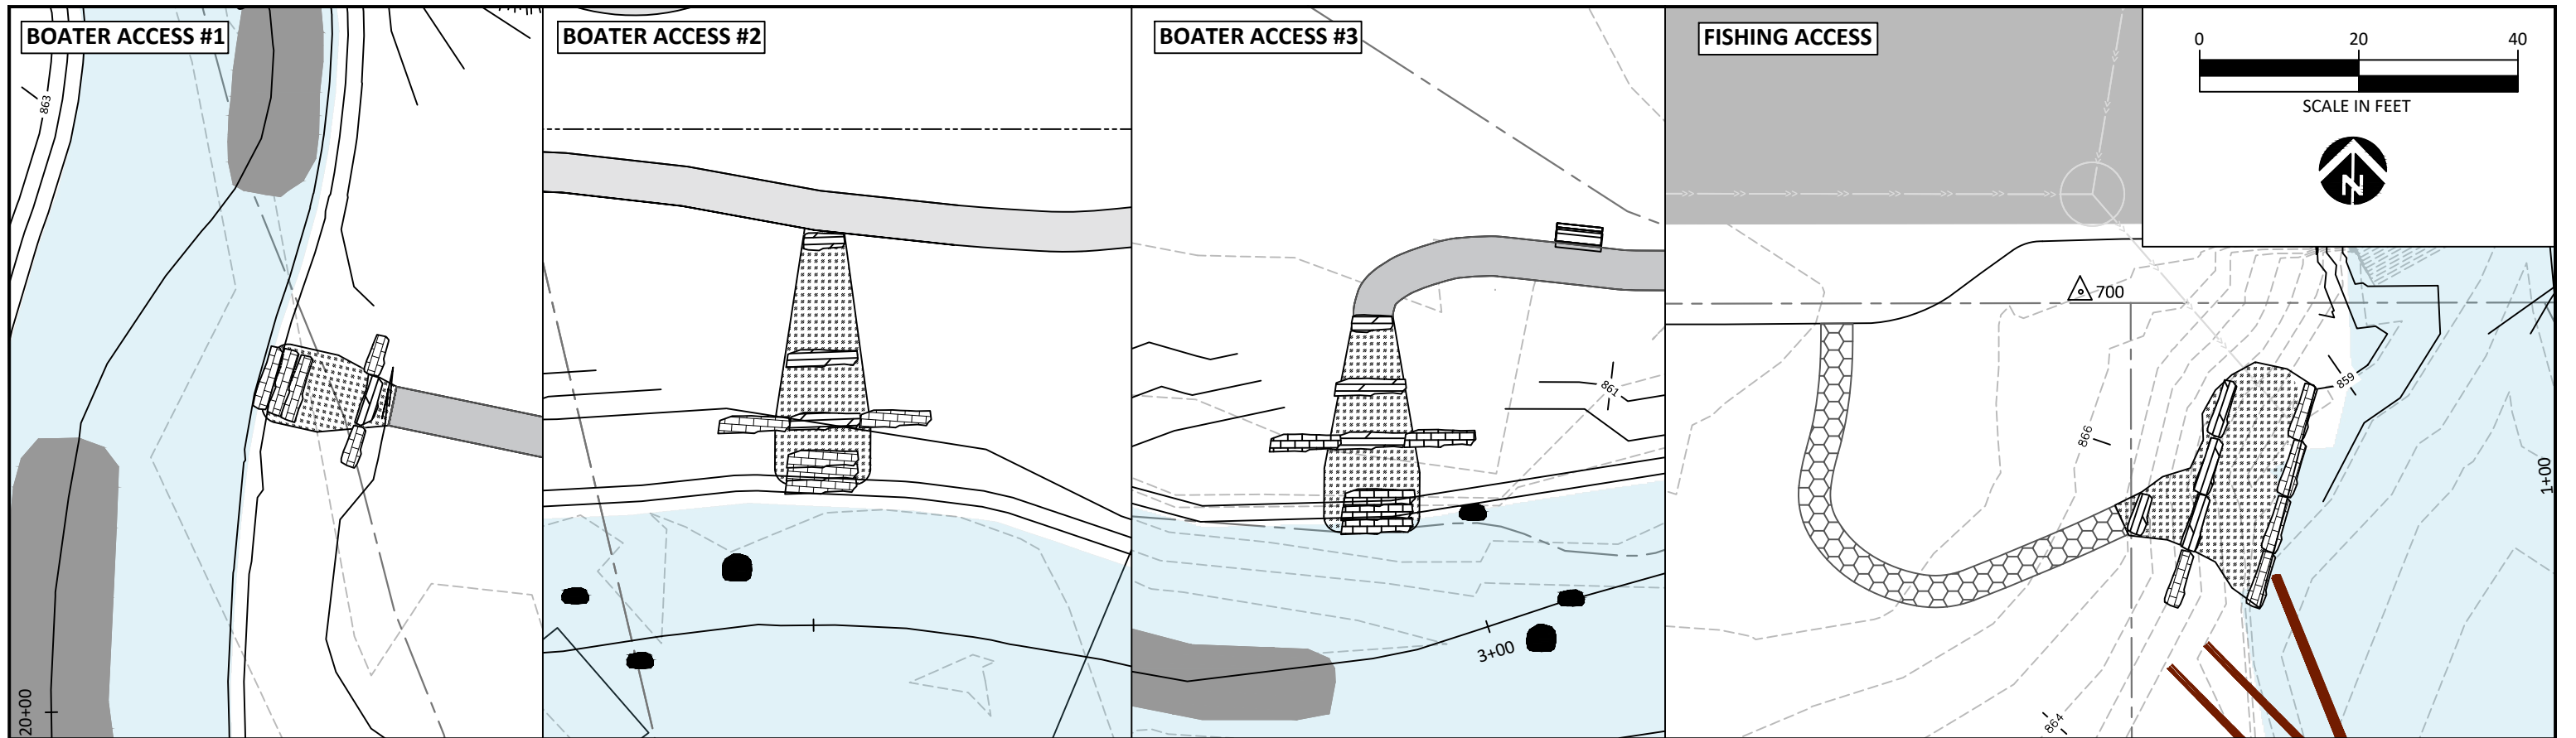 BOATER ACCESS #1
863
20+00
BOATER ACCESS #2
BOATER ACCESS #3
861
3+00
FISHING ACCESS
700
866
859
864
1+00
0 20 40
SCALE IN FEET
N